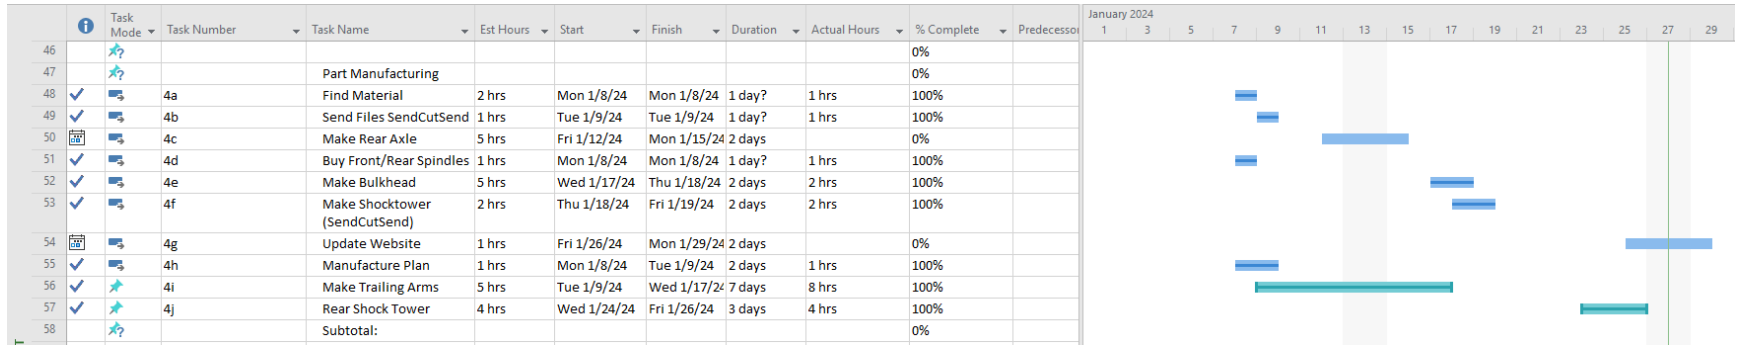 Task Mode Task Number Task Name Est Hours Start Finish Duration Actual Hours % Complete Predecessor
January 2024
1 3 5 7 9 11 13 15 17 19 21 23 25 27 29
46 0%
47 Part Manufacturing 0%
48 4a Find Material 2 hrs Mon 1/8/24 Mon 1/8/24 1 day? 1 hrs 100%
49 4b Send Files SendCutSend 1 hrs Tue 1/9/24 Tue 1/9/24 1 day? 1 hrs 100%
50 4c Make Rear Axle 5 hrs Fri 1/12/24 Mon 1/15/24 2 days 0%
51 4d Buy Front/Rear Spindles 1 hrs Mon 1/8/24 Mon 1/8/24 1 day? 1 hrs 100%
52 4e Make Bulkhead 5 hrs Wed 1/17/24 Thu 1/18/24 2 days 2 hrs 100%
53 4f Make Shocktower 2 hrs Thu 1/18/24 Fri 1/19/24 2 days 2 hrs 100%
(SendCutSend)
54 4g Update Website 1 hrs Fri 1/26/24 Mon 1/29/24 2 days 0%
55 4h Manufacture Plan 1 hrs Mon 1/8/24 Tue 1/9/24 2 days 1 hrs 100%
56 4i Make Trailing Arms 5 hrs Tue 1/9/24 Wed 1/17/24 7 days 8 hrs 100%
57 4j Rear Shock Tower 4 hrs Wed 1/24/24 Fri 1/26/24 3 days 4 hrs 100%
58 Subtotal: 0%